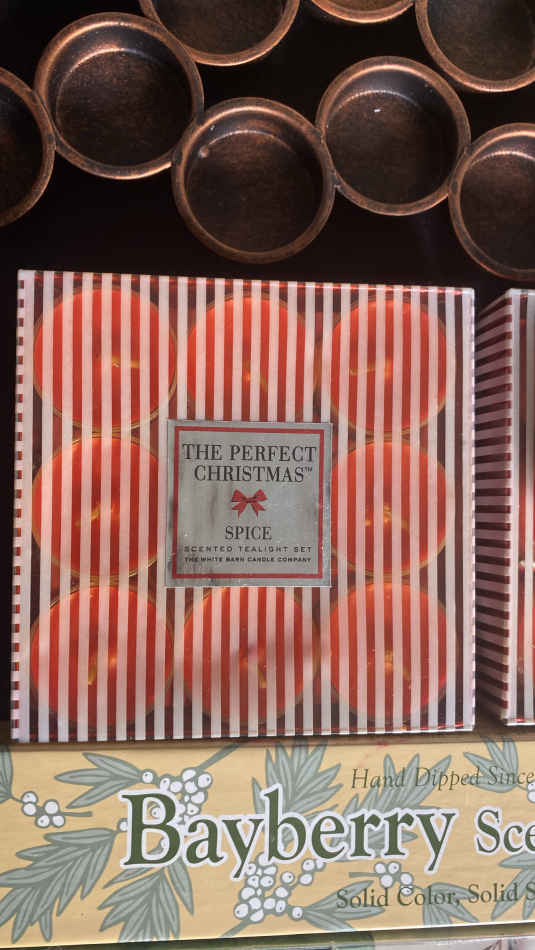 THE PERFECT
CHRISTMAS™
SPICE
SCENTED TEALIGHT SET
THE WHITE BARN CANDLE COMPANY
Hand Dipped Since
Bayberry Sce
Solid Color, Solid S